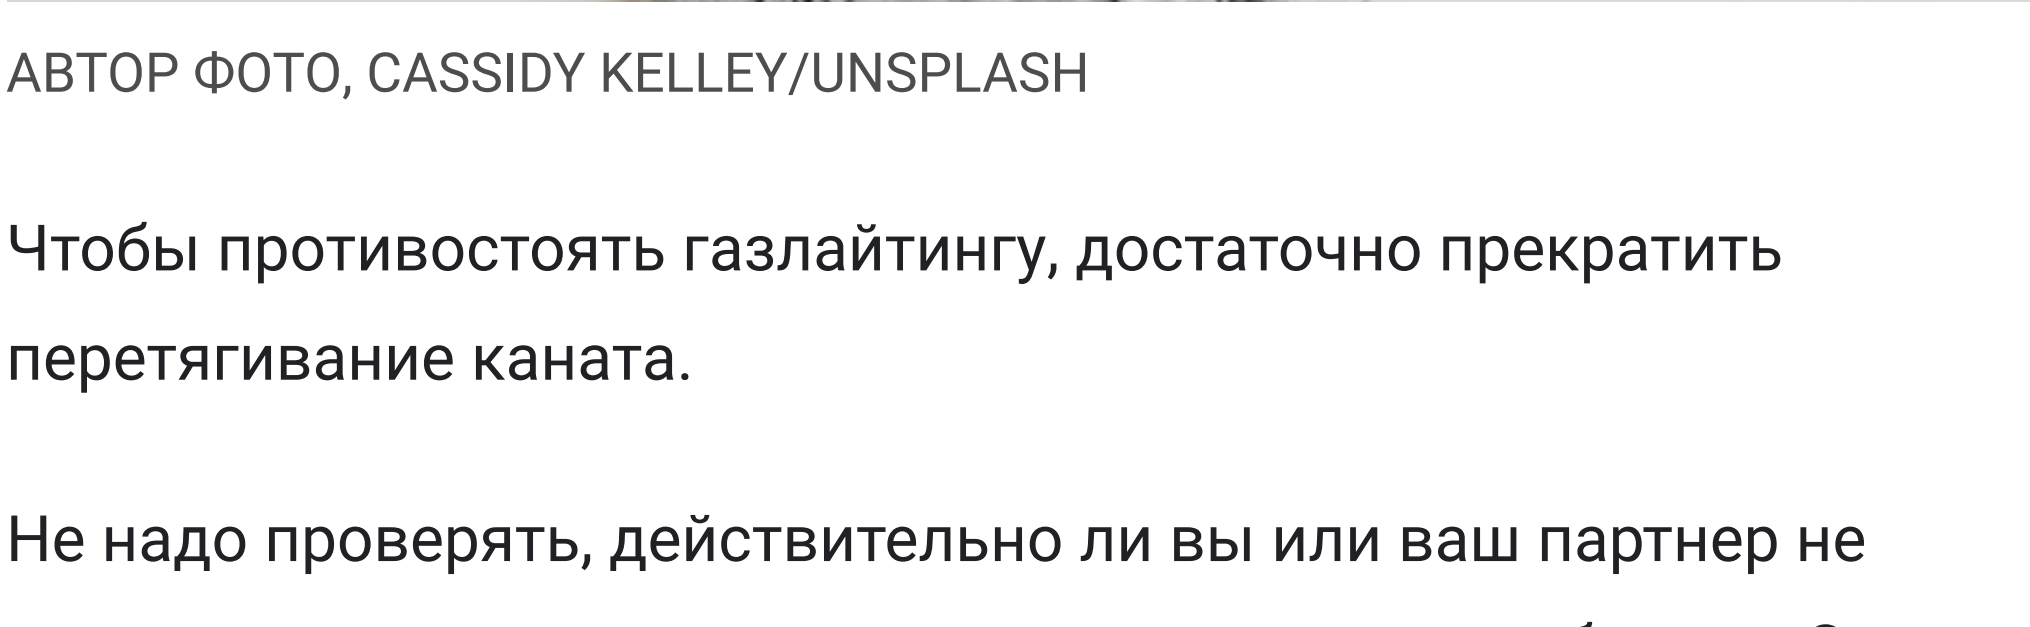 АВТОР ФОТО, CASSIDY KELLEY/UNSPLASH
Чтобы противостоять газлайтингу, достаточно прекратить
перетягивание каната.
Не надо проверять, действительно ли вы или ваш партнер не